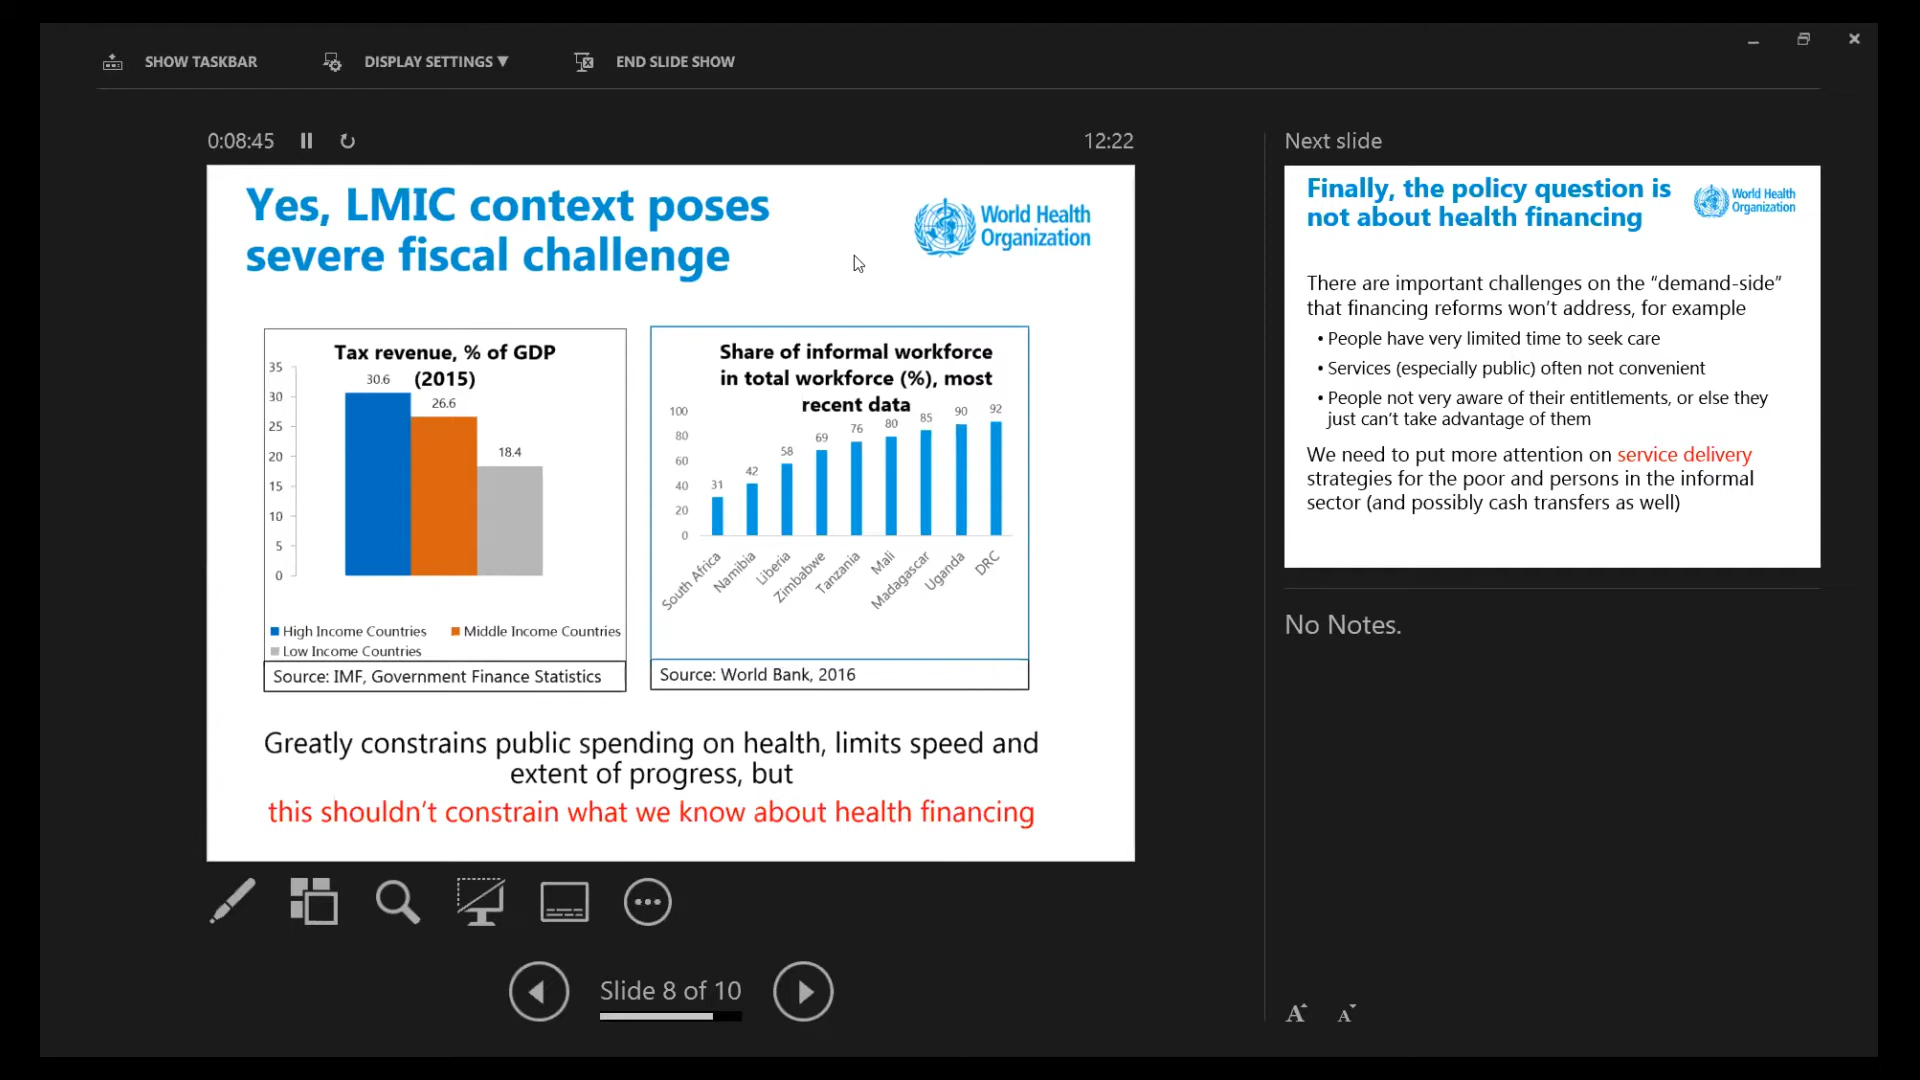 SHOW TASKBAR
DISPLAY SETTINGS ▼
END SLIDE SHOW
0:08:45
12:22
Yes, LMIC context poses
severe fiscal challenge
World Health
Organization
Tax revenue, % of GDP
(2015)
35
30
25
20
15
10
5
0
30.6
26.6
18.4
High Income Countries
Middle Income Countries
Low Income Countries
Source: IMF, Government Finance Statistics
Share of informal workforce
in total workforce (%), most
recent data
100
80
60
40
20
0
31
42
58
69
76
80
85
90
92
South Africa
Namibia
Liberia
Zimbabwe
Tanzania
Mali
Madagascar
Uganda
DRC
Source: World Bank, 2016
Greatly constrains public spending on health, limits speed and
extent of progress, but
this shouldn't constrain what we know about health financing
Slide 8 of 10
Next slide
Finally, the policy question is
not about health financing
World Health
Organization
There are important challenges on the “demand-side”
that financing reforms won't address, for example
• People have very limited time to seek care
• Services (especially public) often not convenient
• People not very aware of their entitlements, or else they
just can't take advantage of them
We need to put more attention on service delivery
strategies for the poor and persons in the informal
sector (and possibly cash transfers as well)
No Notes.
A
A